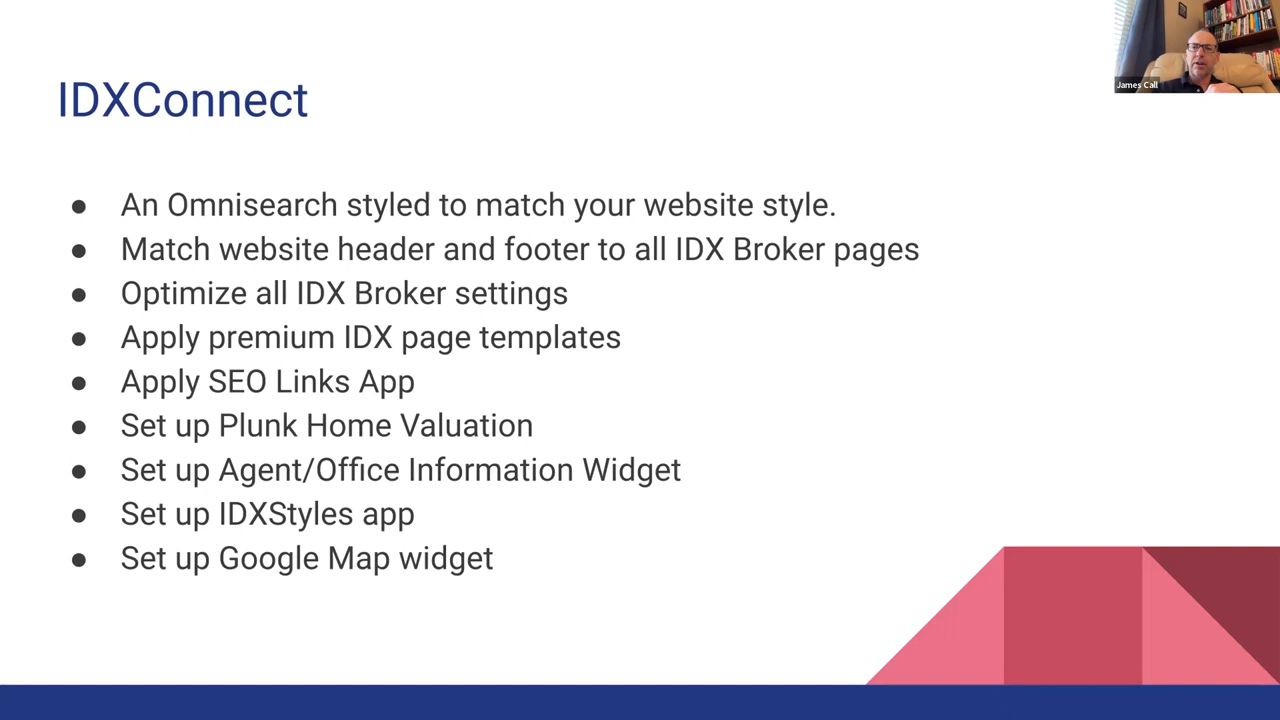 IDXConnect
James Call
● An Omnisearch styled to match your website style.
● Match website header and footer to all IDX Broker pages
● Optimize all IDX Broker settings
● Apply premium IDX page templates
● Apply SEO Links App
● Set up Plunk Home Valuation
● Set up Agent/Office Information Widget
● Set up IDXStyles app
● Set up Google Map widget